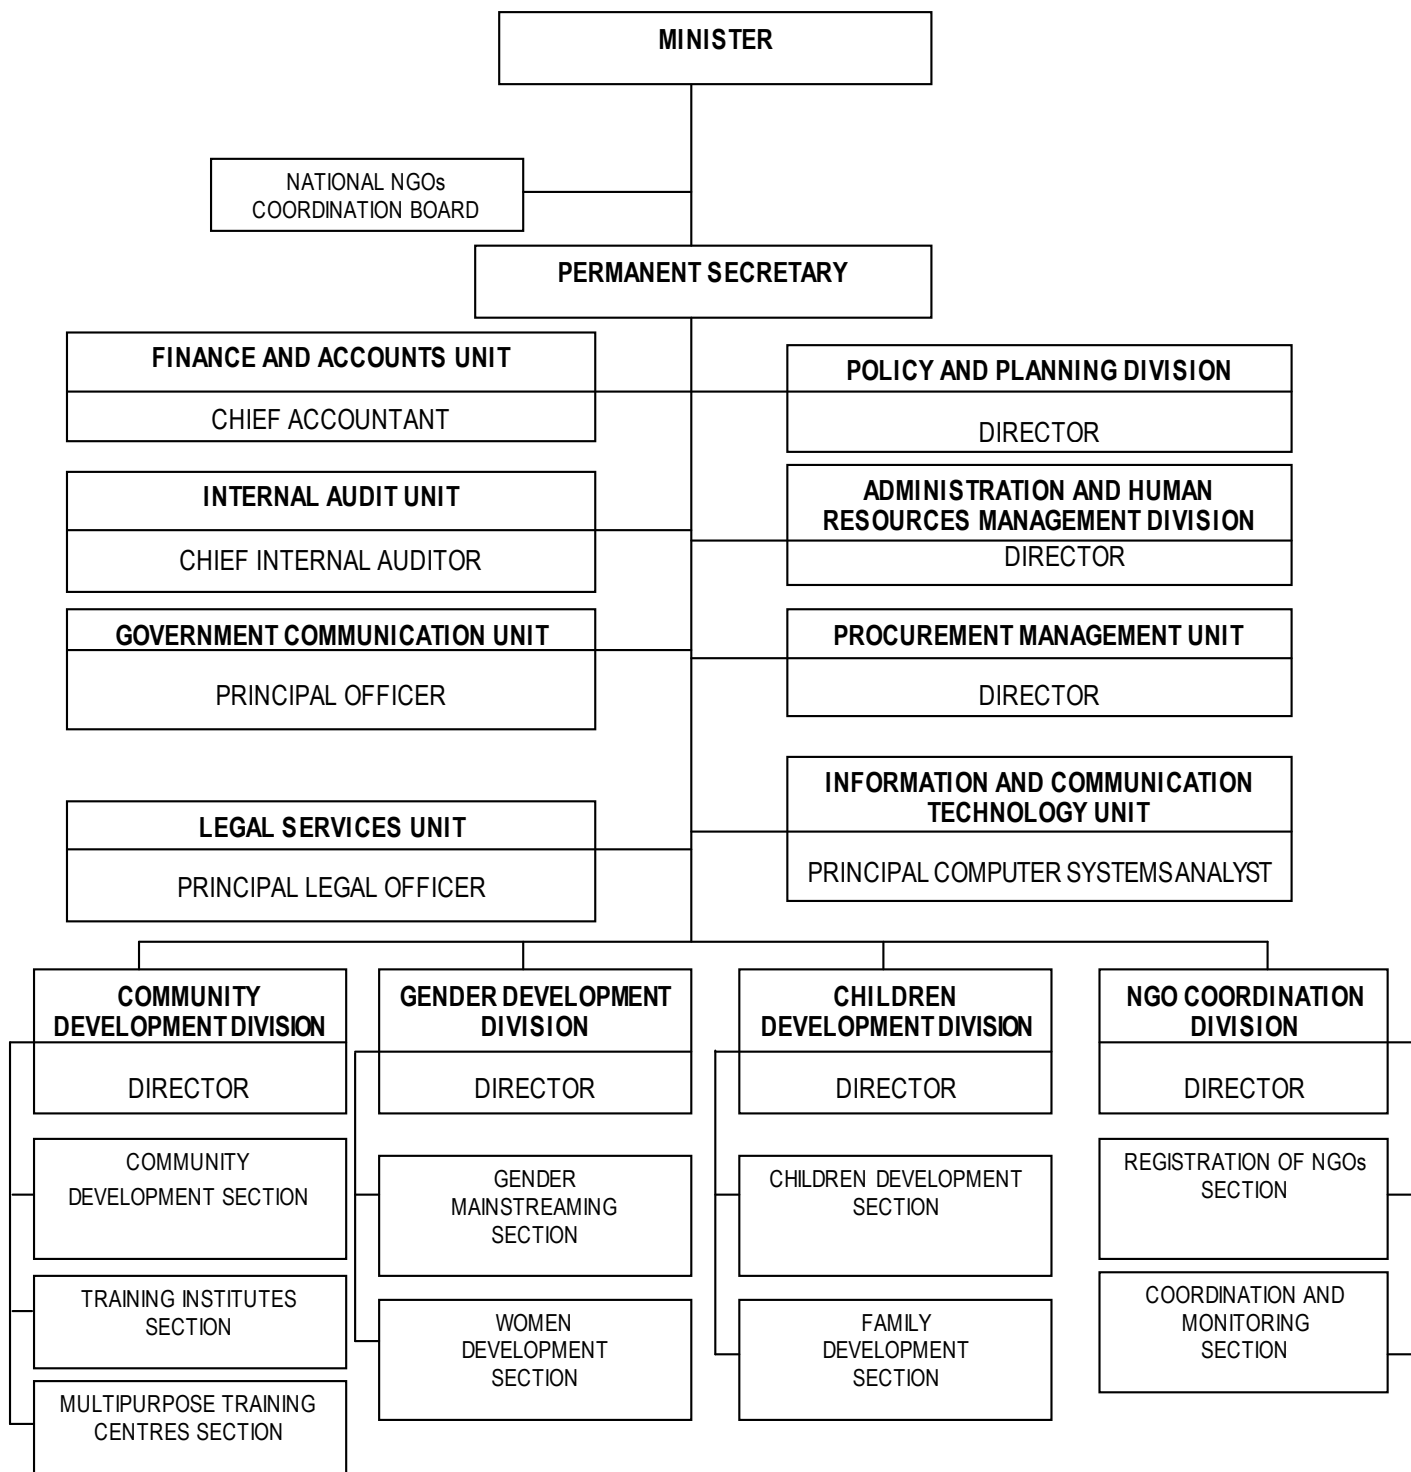 MINISTER
NATIONAL NGOs
COORDINATION BOARD
PERMANENT SECRETARY
FINANCE AND ACCOUNTS UNIT
CHIEF ACCOUNTANT
POLICY AND PLANNING DIVISION
DIRECTOR
INTERNAL AUDIT UNIT
CHIEF INTERNAL AUDITOR
ADMINISTRATION AND HUMAN
RESOURCES MANAGEMENT DIVISION
DIRECTOR
GOVERNMENT COMMUNICATION UNIT
PRINCIPAL OFFICER
PROCUREMENT MANAGEMENT UNIT
DIRECTOR
LEGAL SERVICES UNIT
PRINCIPAL LEGAL OFFICER
INFORMATION AND COMMUNICATION
TECHNOLOGY UNIT
PRINCIPAL COMPUTER SYSTEMS ANALYST
COMMUNITY
DEVELOPMENT DIVISION
DIRECTOR
COMMUNITY
DEVELOPMENT SECTION
TRAINING INSTITUTES
SECTION
MULTIPURPOSE TRAINING
CENTRES SECTION
GENDER DEVELOPMENT
DIVISION
DIRECTOR
GENDER
MAINSTREAMING
SECTION
WOMEN
DEVELOPMENT
SECTION
CHILDREN
DEVELOPMENT DIVISION
DIRECTOR
CHILDREN DEVELOPMENT
SECTION
FAMILY
DEVELOPMENT
SECTION
NGO COORDINATION
DIVISION
DIRECTOR
REGISTRATION OF NGOs
SECTION
COORDINATION AND
MONITORING
SECTION